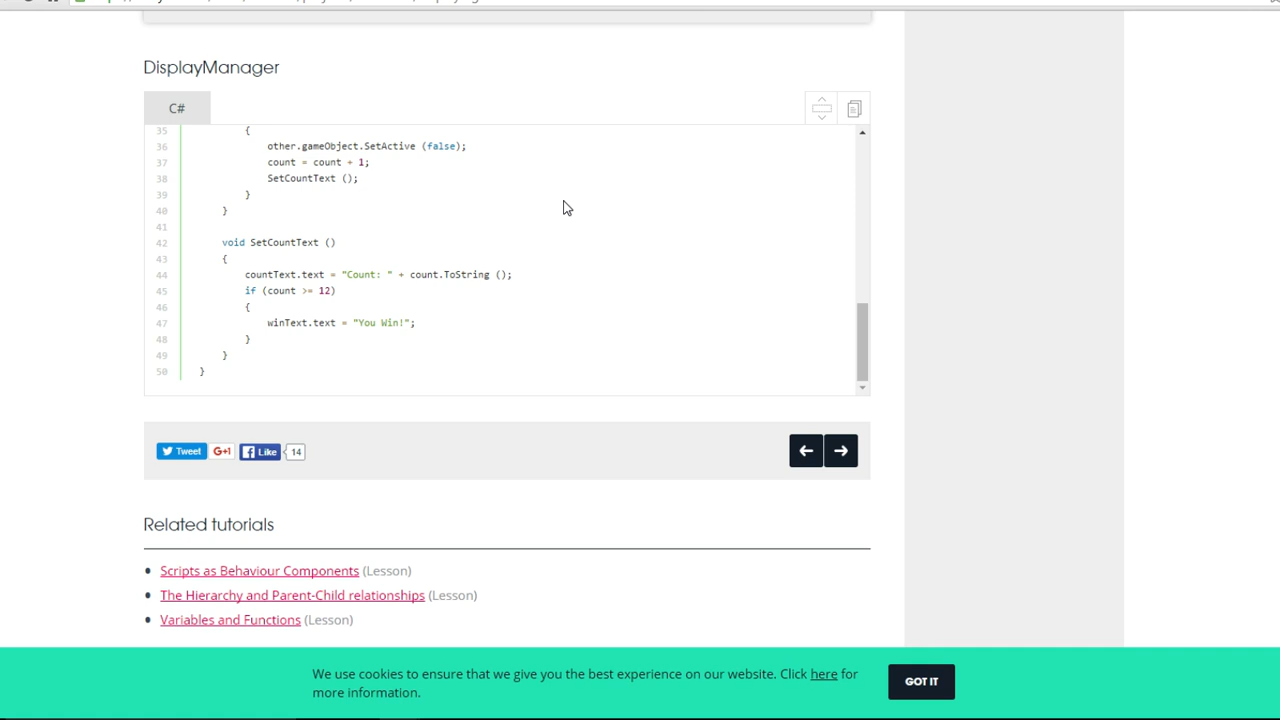 DisplayManager
C#
35 {
36 other.gameObject.SetActive (false);
37 count = count + 1;
38 SetCountText ();
39 }
40 }
41
42 void SetCountText ()
43 {
44 countText.text = "Count: " + count.ToString ();
45 if (count >= 12)
46 {
47 winText.text = "You Win!";
48 }
49 }
50 }
Tweet G+1 Like 14
Related tutorials
Scripts as Behaviour Components (Lesson)
The Hierarchy and Parent-Child relationships (Lesson)
Variables and Functions (Lesson)
We use cookies to ensure that we give you the best experience on our website. Click here for
more information.
GOT IT